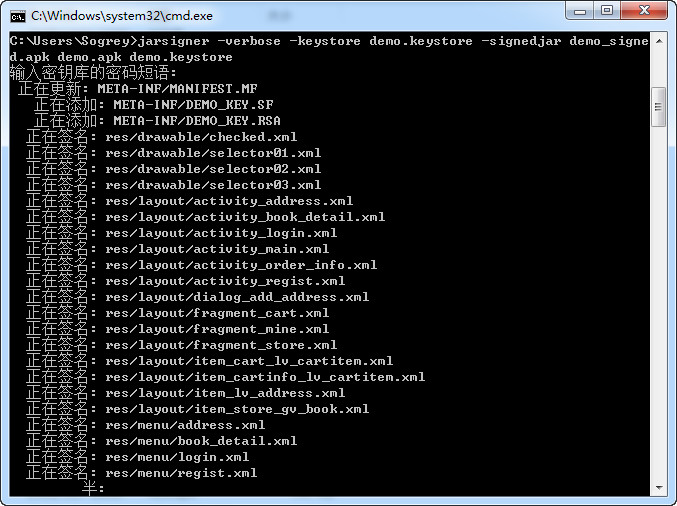 C:\Windows\system32\cmd.exe
C:\Users\Sogrey>jarsigner -verbose -keystore demo.keystore -signedjar demo_signe
d.apk demo.apk demo.keystore
输入密钥库的密码短语:
正在更新: META-INF/MANIFEST.MF
正在添加: META-INF/DEMO_KEY.SF
正在添加: META-INF/DEMO_KEY.RSA
正在签名: res/drawable/checked.xml
正在签名: res/drawable/selector01.xml
正在签名: res/drawable/selector02.xml
正在签名: res/drawable/selector03.xml
正在签名: res/layout/activity_address.xml
正在签名: res/layout/activity_book_detail.xml
正在签名: res/layout/activity_login.xml
正在签名: res/layout/activity_main.xml
正在签名: res/layout/activity_order_info.xml
正在签名: res/layout/activity_regist.xml
正在签名: res/layout/dialog_add_address.xml
正在签名: res/layout/fragment_cart.xml
正在签名: res/layout/fragment_mine.xml
正在签名: res/layout/fragment_store.xml
正在签名: res/layout/item_cart_lv_cartitem.xml
正在签名: res/layout/item_cartinfo_lv_cartitem.xml
正在签名: res/layout/item_lv_address.xml
正在签名: res/layout/item_store_gv_book.xml
正在签名: res/menu/address.xml
正在签名: res/menu/book_detail.xml
正在签名: res/menu/login.xml
正在签名: res/menu/regist.xml
半: